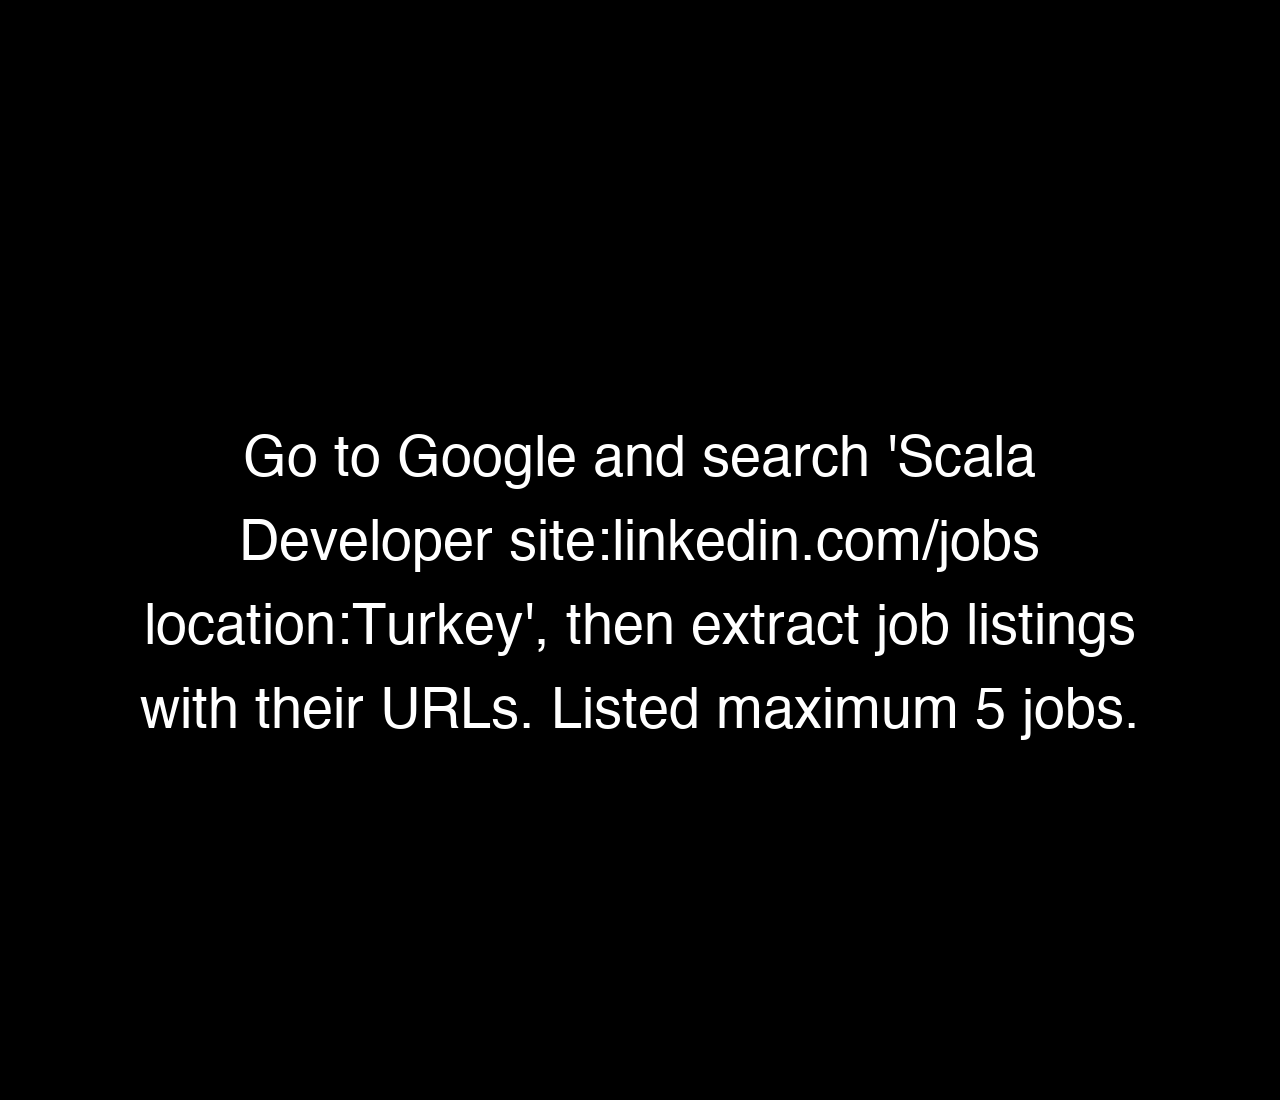 Go to Google and search 'Scala
Developer site:linkedin.com/jobs
location:Turkey', then extract job listings
with their URLs. Listed maximum 5 jobs.